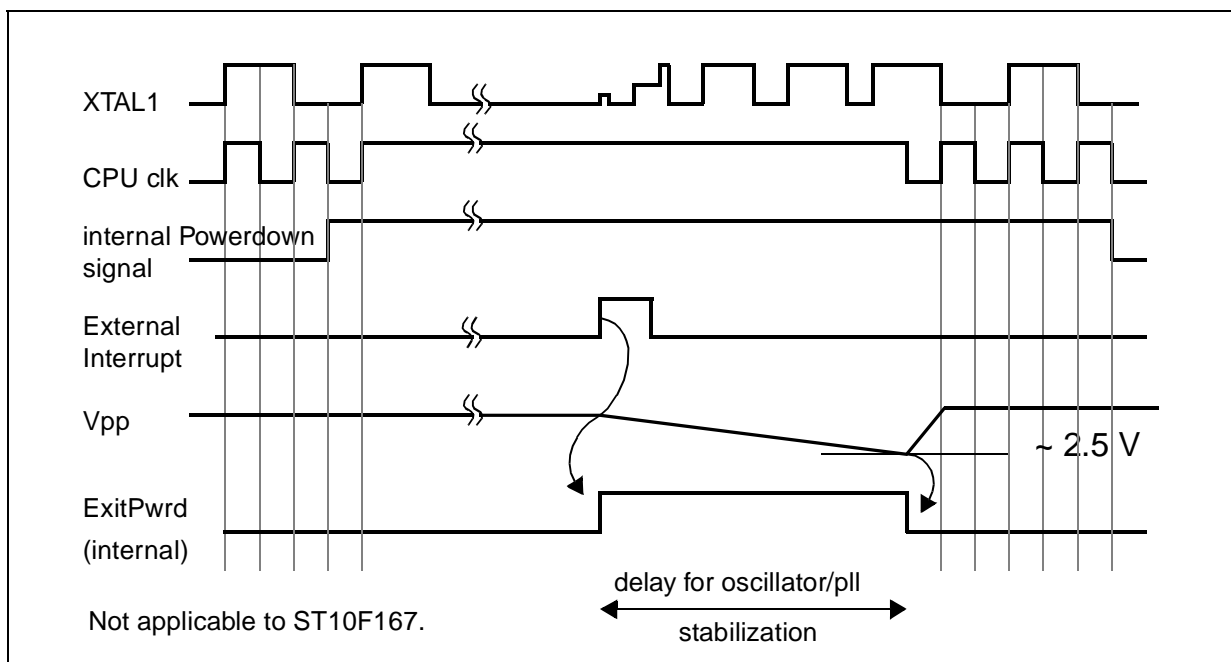 XTAL1
CPU clk
internal Powerdown
signal
External
Interrupt
Vpp
~ 2.5 V
ExitPwrd
(internal)
delay for oscillator/pll
stabilization
Not applicable to ST10F167.